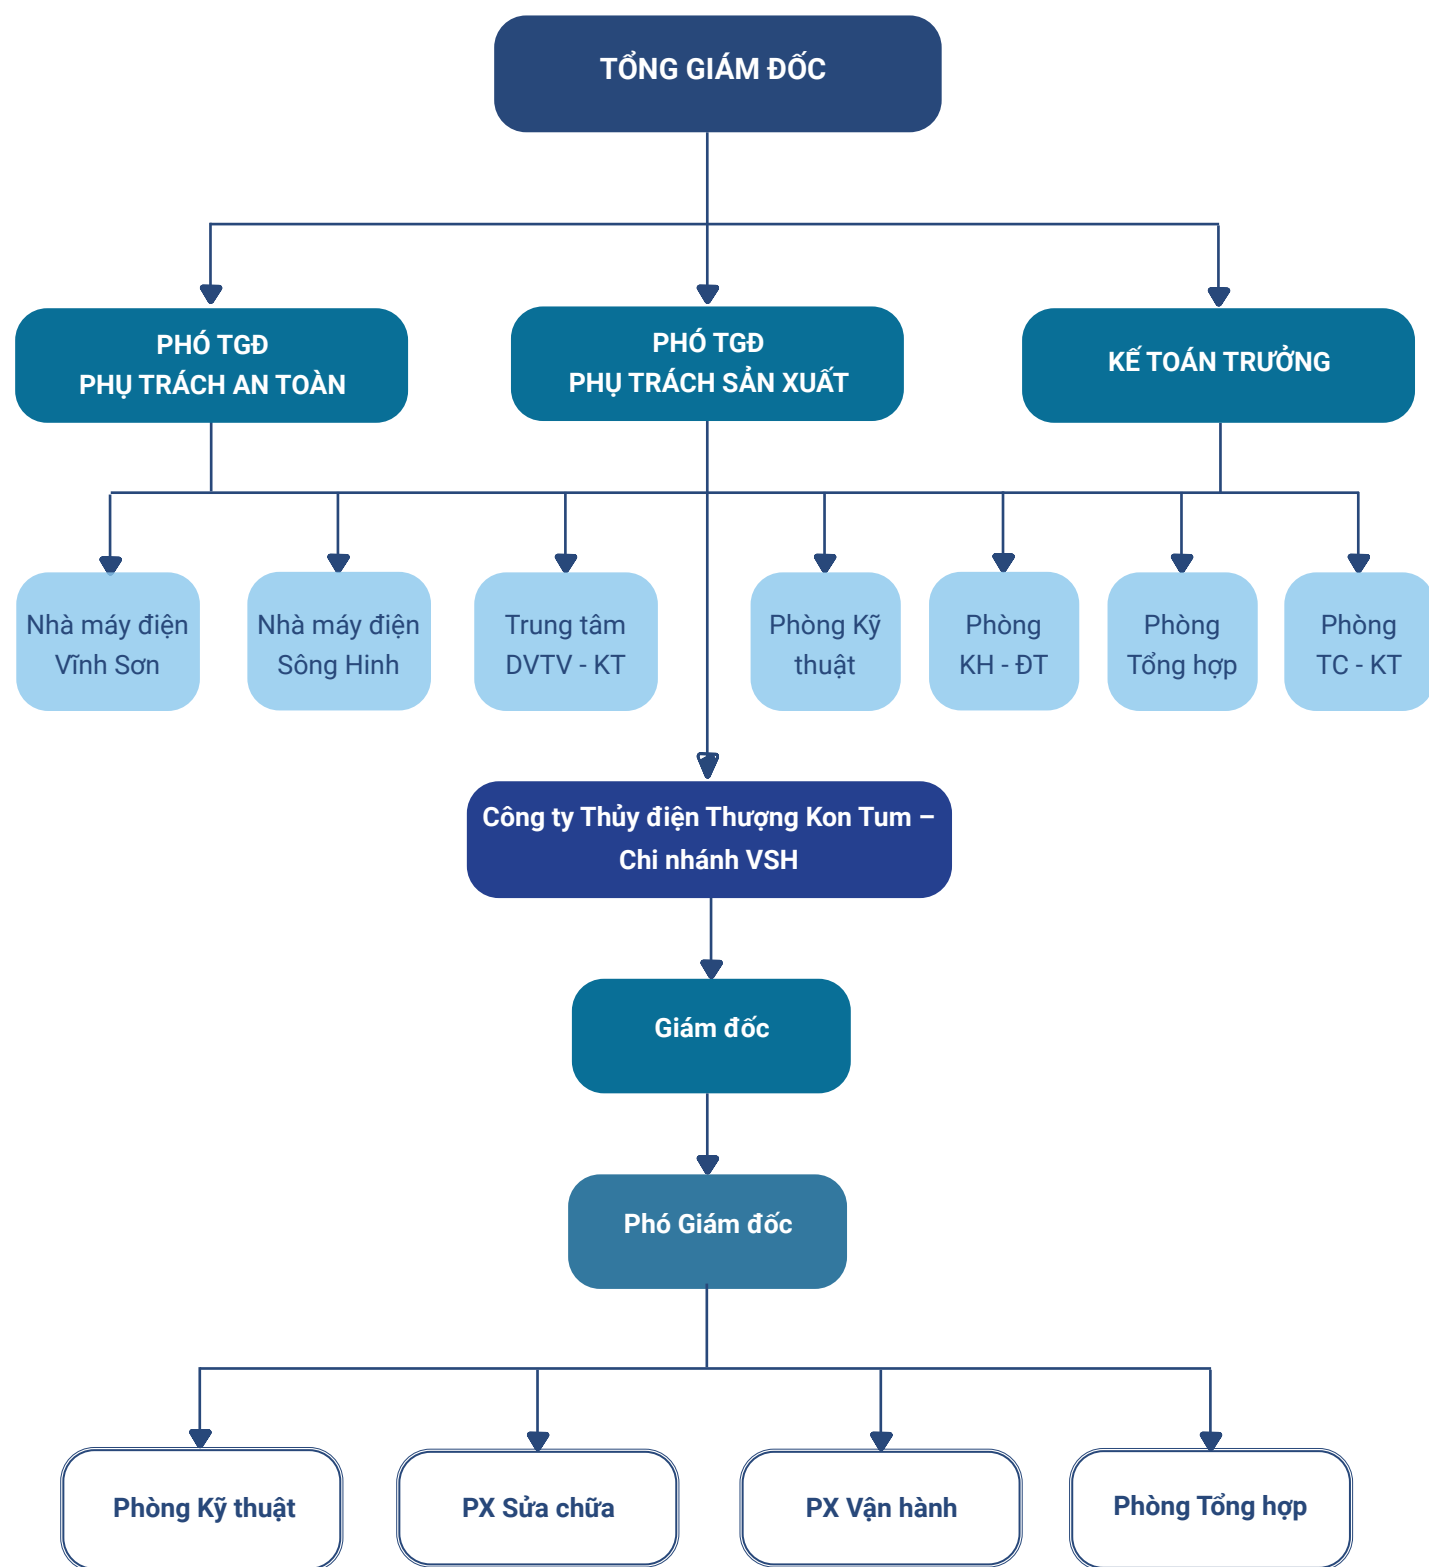 TỔNG GIÁM ĐỐC
PHÓ TGĐ
PHỤ TRÁCH AN TOÀN
PHÓ TGĐ
PHỤ TRÁCH SẢN XUẤT
KẾ TOÁN TRƯỞNG
Nhà máy điện
Vĩnh Sơn
Nhà máy điện
Sông Hinh
Trung tâm
DVTV - KT
Phòng Kỹ
thuật
Phòng
KH - ĐT
Phòng
Tổng hợp
Phòng
TC - KT
Công ty Thủy điện Thượng Kon Tum –
Chi nhánh VSH
Giám đốc
Phó Giám đốc
Phòng Kỹ thuật
PX Sửa chữa
PX Vận hành
Phòng Tổng hợp